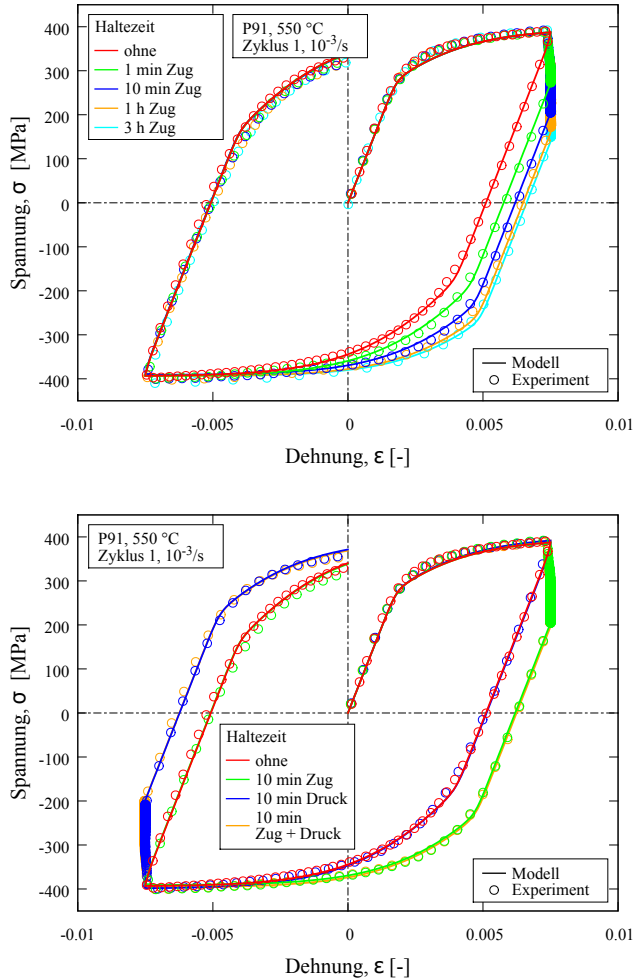 Haltezeit
ohne
1 min Zug
10 min Zug
1 h Zug
3 h Zug
P91, 550 °C
Zyklus 1, 10⁻³/s
400
300
200
100
0
-100
-200
-300
-400
Spannung, σ [MPa]
Modell
Experiment
-0.01
-0.005
0
0.005
0.01
Dehnung, ε [-]
P91, 550 °C
Zyklus 1, 10⁻³/s
400
300
200
100
0
-100
-200
-300
-400
Spannung, σ [MPa]
Haltezeit
ohne
10 min Zug
10 min Druck
10 min
Zug + Druck
Modell
Experiment
-0.01
-0.005
0
0.005
0.01
Dehnung, ε [-]